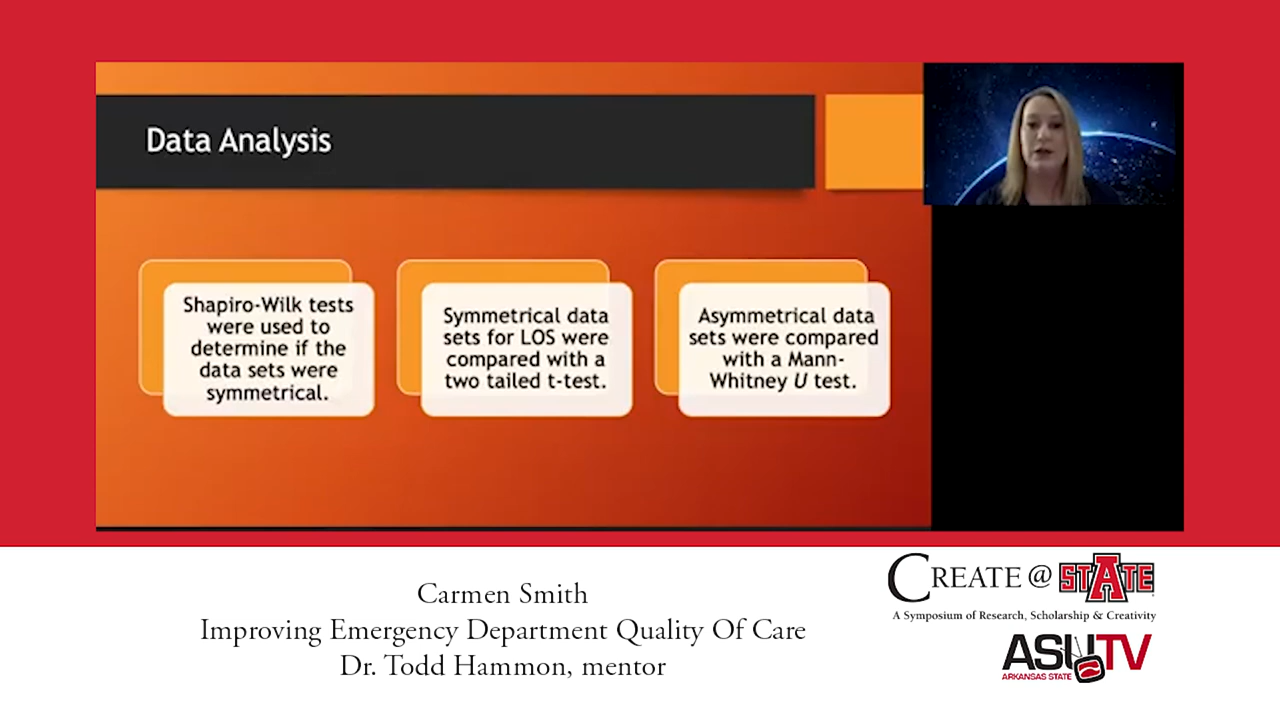 Data Analysis
Shapiro-Wilk tests
were used to
determine if the
data sets were
symmetrical.
Symmetrical data
sets for LOS were
compared with a
two tailed t-test.
Asymmetrical data
sets were compared
with a Mann-
Whitney U test.
Carmen Smith
Improving Emergency Department Quality Of Care
Dr. Todd Hammon, mentor
CREATE @ STATE
A Symposium of Research, Scholarship & Creativity
ASUTV
ARKANSAS STATE